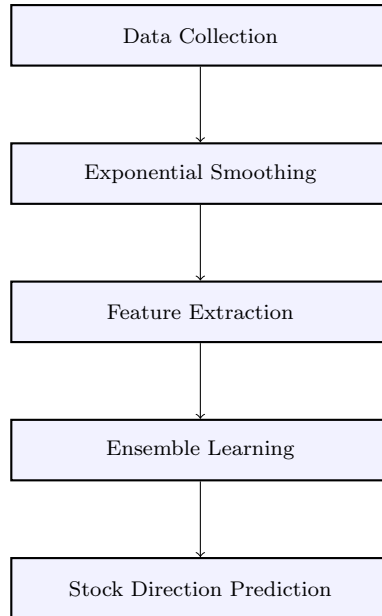 Data Collection
Exponential Smoothing
Feature Extraction
Ensemble Learning
Stock Direction Prediction